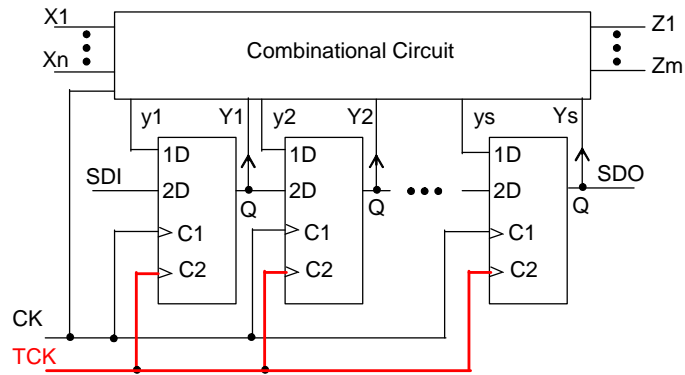 X1
Xn
Combinational Circuit
Z1
Zm
y1
Y1
y2
Y2
ys
Ys
SDI
1D
2D
C1
C2
Q
1D
2D
C1
C2
Q
1D
2D
C1
C2
Q
SDO
CK
TCK